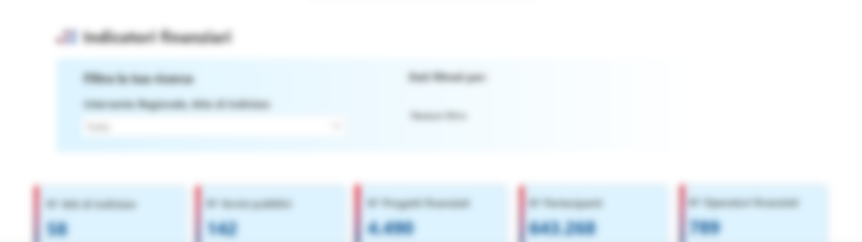 Indicatori finanziari
Filtra la tua ricerca
Dati filtrati per:
Intervento Regionale, Atto di indirizzo
Nessun filtro
N° Atti di indirizzo
N° Avvisi pubblici
N° Progetti finanziati
N° Partecipanti
N° Operatori finanziati
58
142
4.490
643.268
789